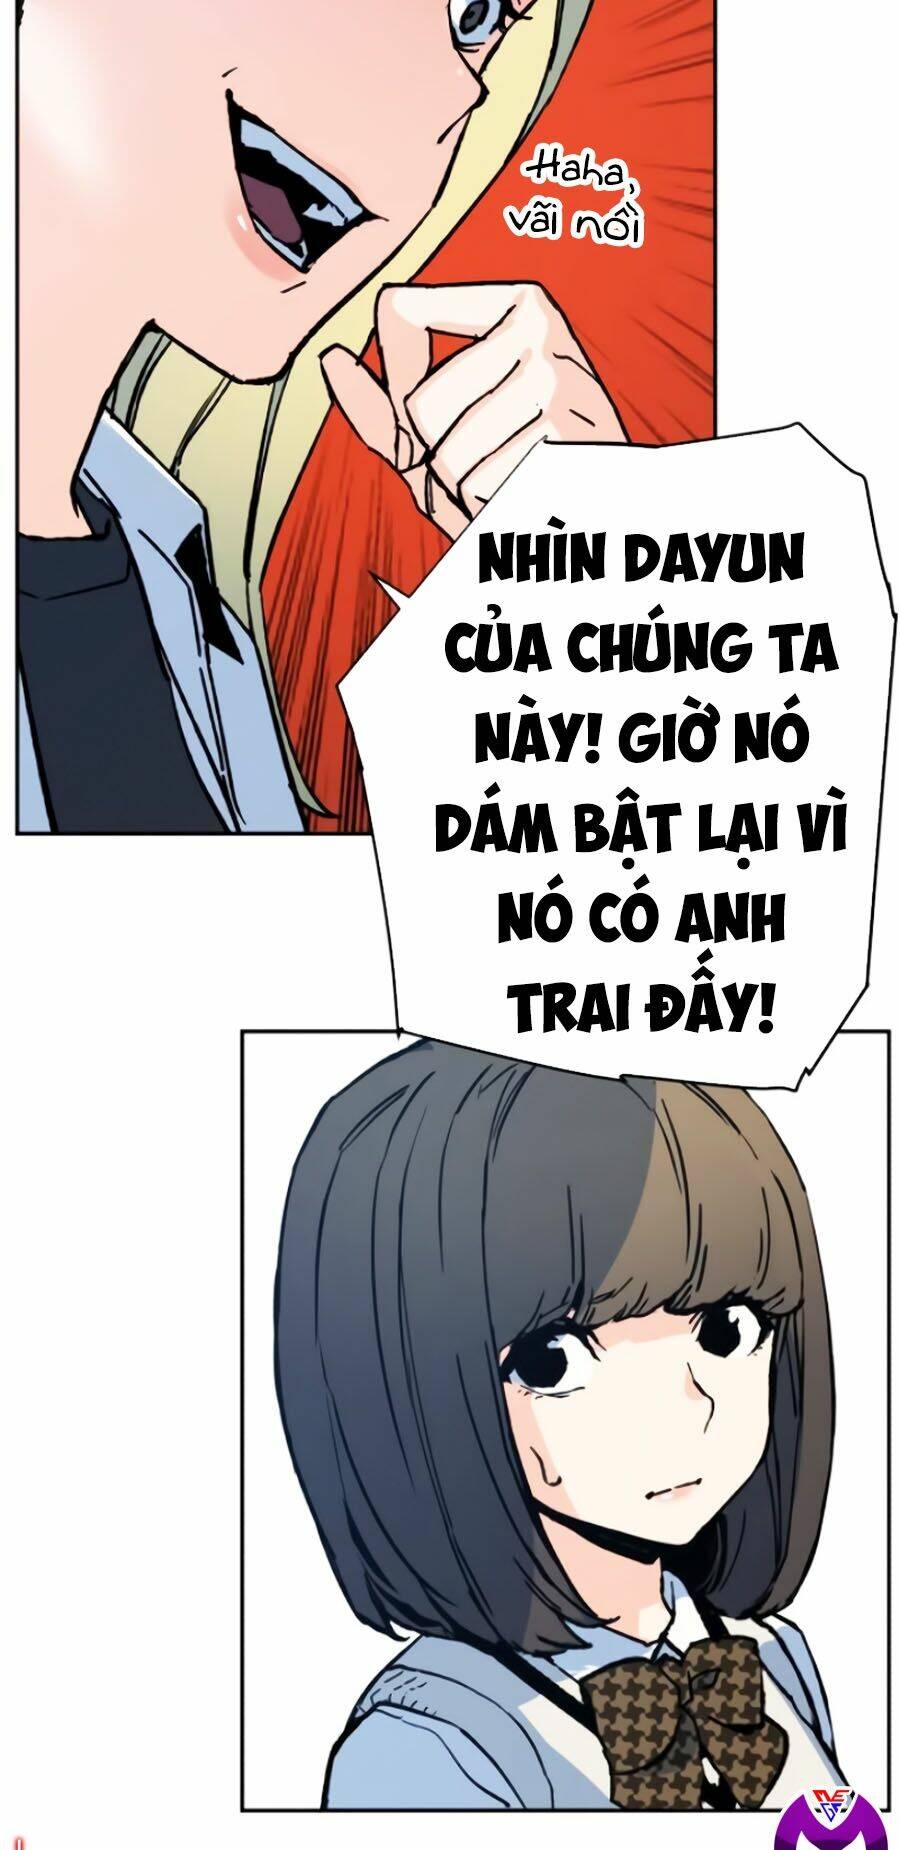 Haha,
vãi nồi
NHÌN DAYUN
CỦA CHÚNG TA
NÀY! GIỜ NÓ
DÁM BẬT LẠI VÌ
NÓ CÓ ANH
TRAI ĐẤY!